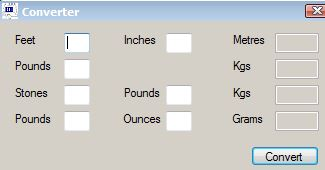 Converter
Feet Inches Metres
Pounds Kgs
Stones Pounds Kgs
Pounds Ounces Grams
Convert